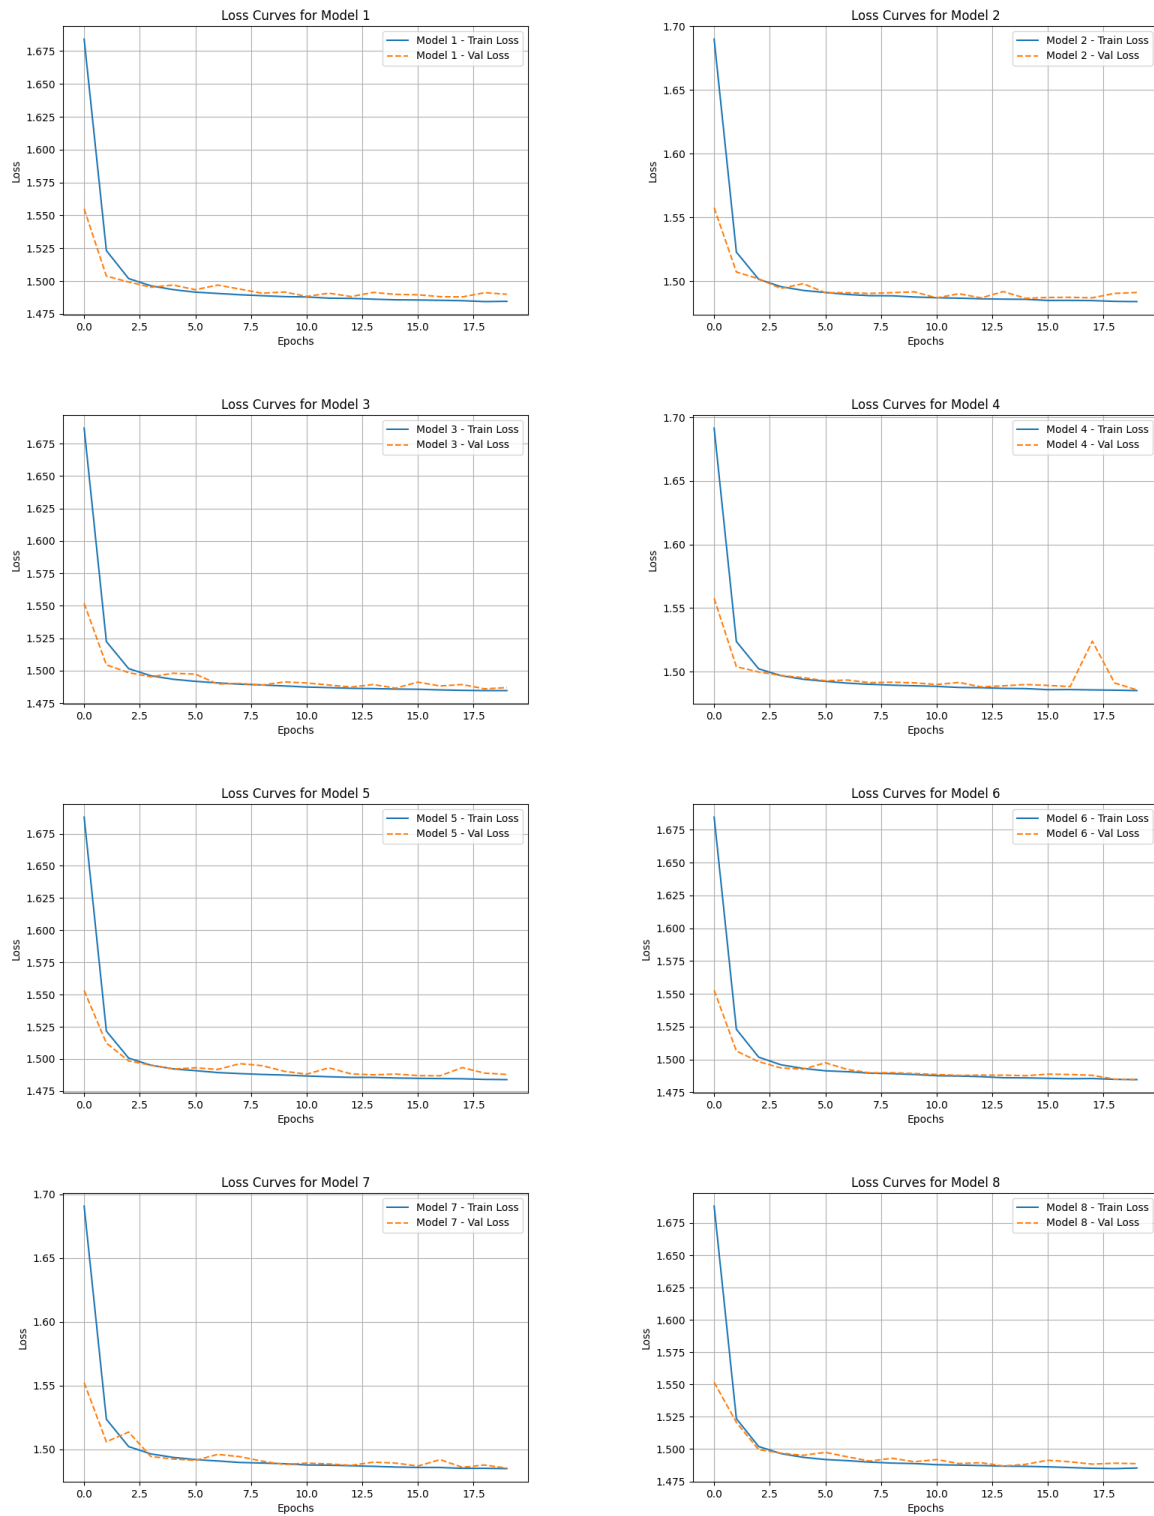 Loss Curves for Model 1
Model 1 - Train Loss
Model 1 - Val Loss
1.675
1.650
1.625
1.600
1.575
1.550
1.525
1.500
1.475
Loss
0.0 2.5 5.0 7.5 10.0 12.5 15.0 17.5
Epochs
Loss Curves for Model 2
Model 2 - Train Loss
Model 2 - Val Loss
1.70
1.65
1.60
1.55
1.50
Loss
0.0 2.5 5.0 7.5 10.0 12.5 15.0 17.5
Epochs
Loss Curves for Model 3
Model 3 - Train Loss
Model 3 - Val Loss
1.675
1.650
1.625
1.600
1.575
1.550
1.525
1.500
1.475
Loss
0.0 2.5 5.0 7.5 10.0 12.5 15.0 17.5
Epochs
Loss Curves for Model 4
Model 4 - Train Loss
Model 4 - Val Loss
1.70
1.65
1.60
1.55
1.50
Loss
0.0 2.5 5.0 7.5 10.0 12.5 15.0 17.5
Epochs
Loss Curves for Model 5
Model 5 - Train Loss
Model 5 - Val Loss
1.675
1.650
1.625
1.600
1.575
1.550
1.525
1.500
1.475
Loss
0.0 2.5 5.0 7.5 10.0 12.5 15.0 17.5
Epochs
Loss Curves for Model 6
Model 6 - Train Loss
Model 6 - Val Loss
1.675
1.650
1.625
1.600
1.575
1.550
1.525
1.500
1.475
Loss
0.0 2.5 5.0 7.5 10.0 12.5 15.0 17.5
Epochs
Loss Curves for Model 7
Model 7 - Train Loss
Model 7 - Val Loss
1.70
1.65
1.60
1.55
1.50
Loss
0.0 2.5 5.0 7.5 10.0 12.5 15.0 17.5
Epochs
Loss Curves for Model 8
Model 8 - Train Loss
Model 8 - Val Loss
1.675
1.650
1.625
1.600
1.575
1.550
1.525
1.500
1.475
Loss
0.0 2.5 5.0 7.5 10.0 12.5 15.0 17.5
Epochs